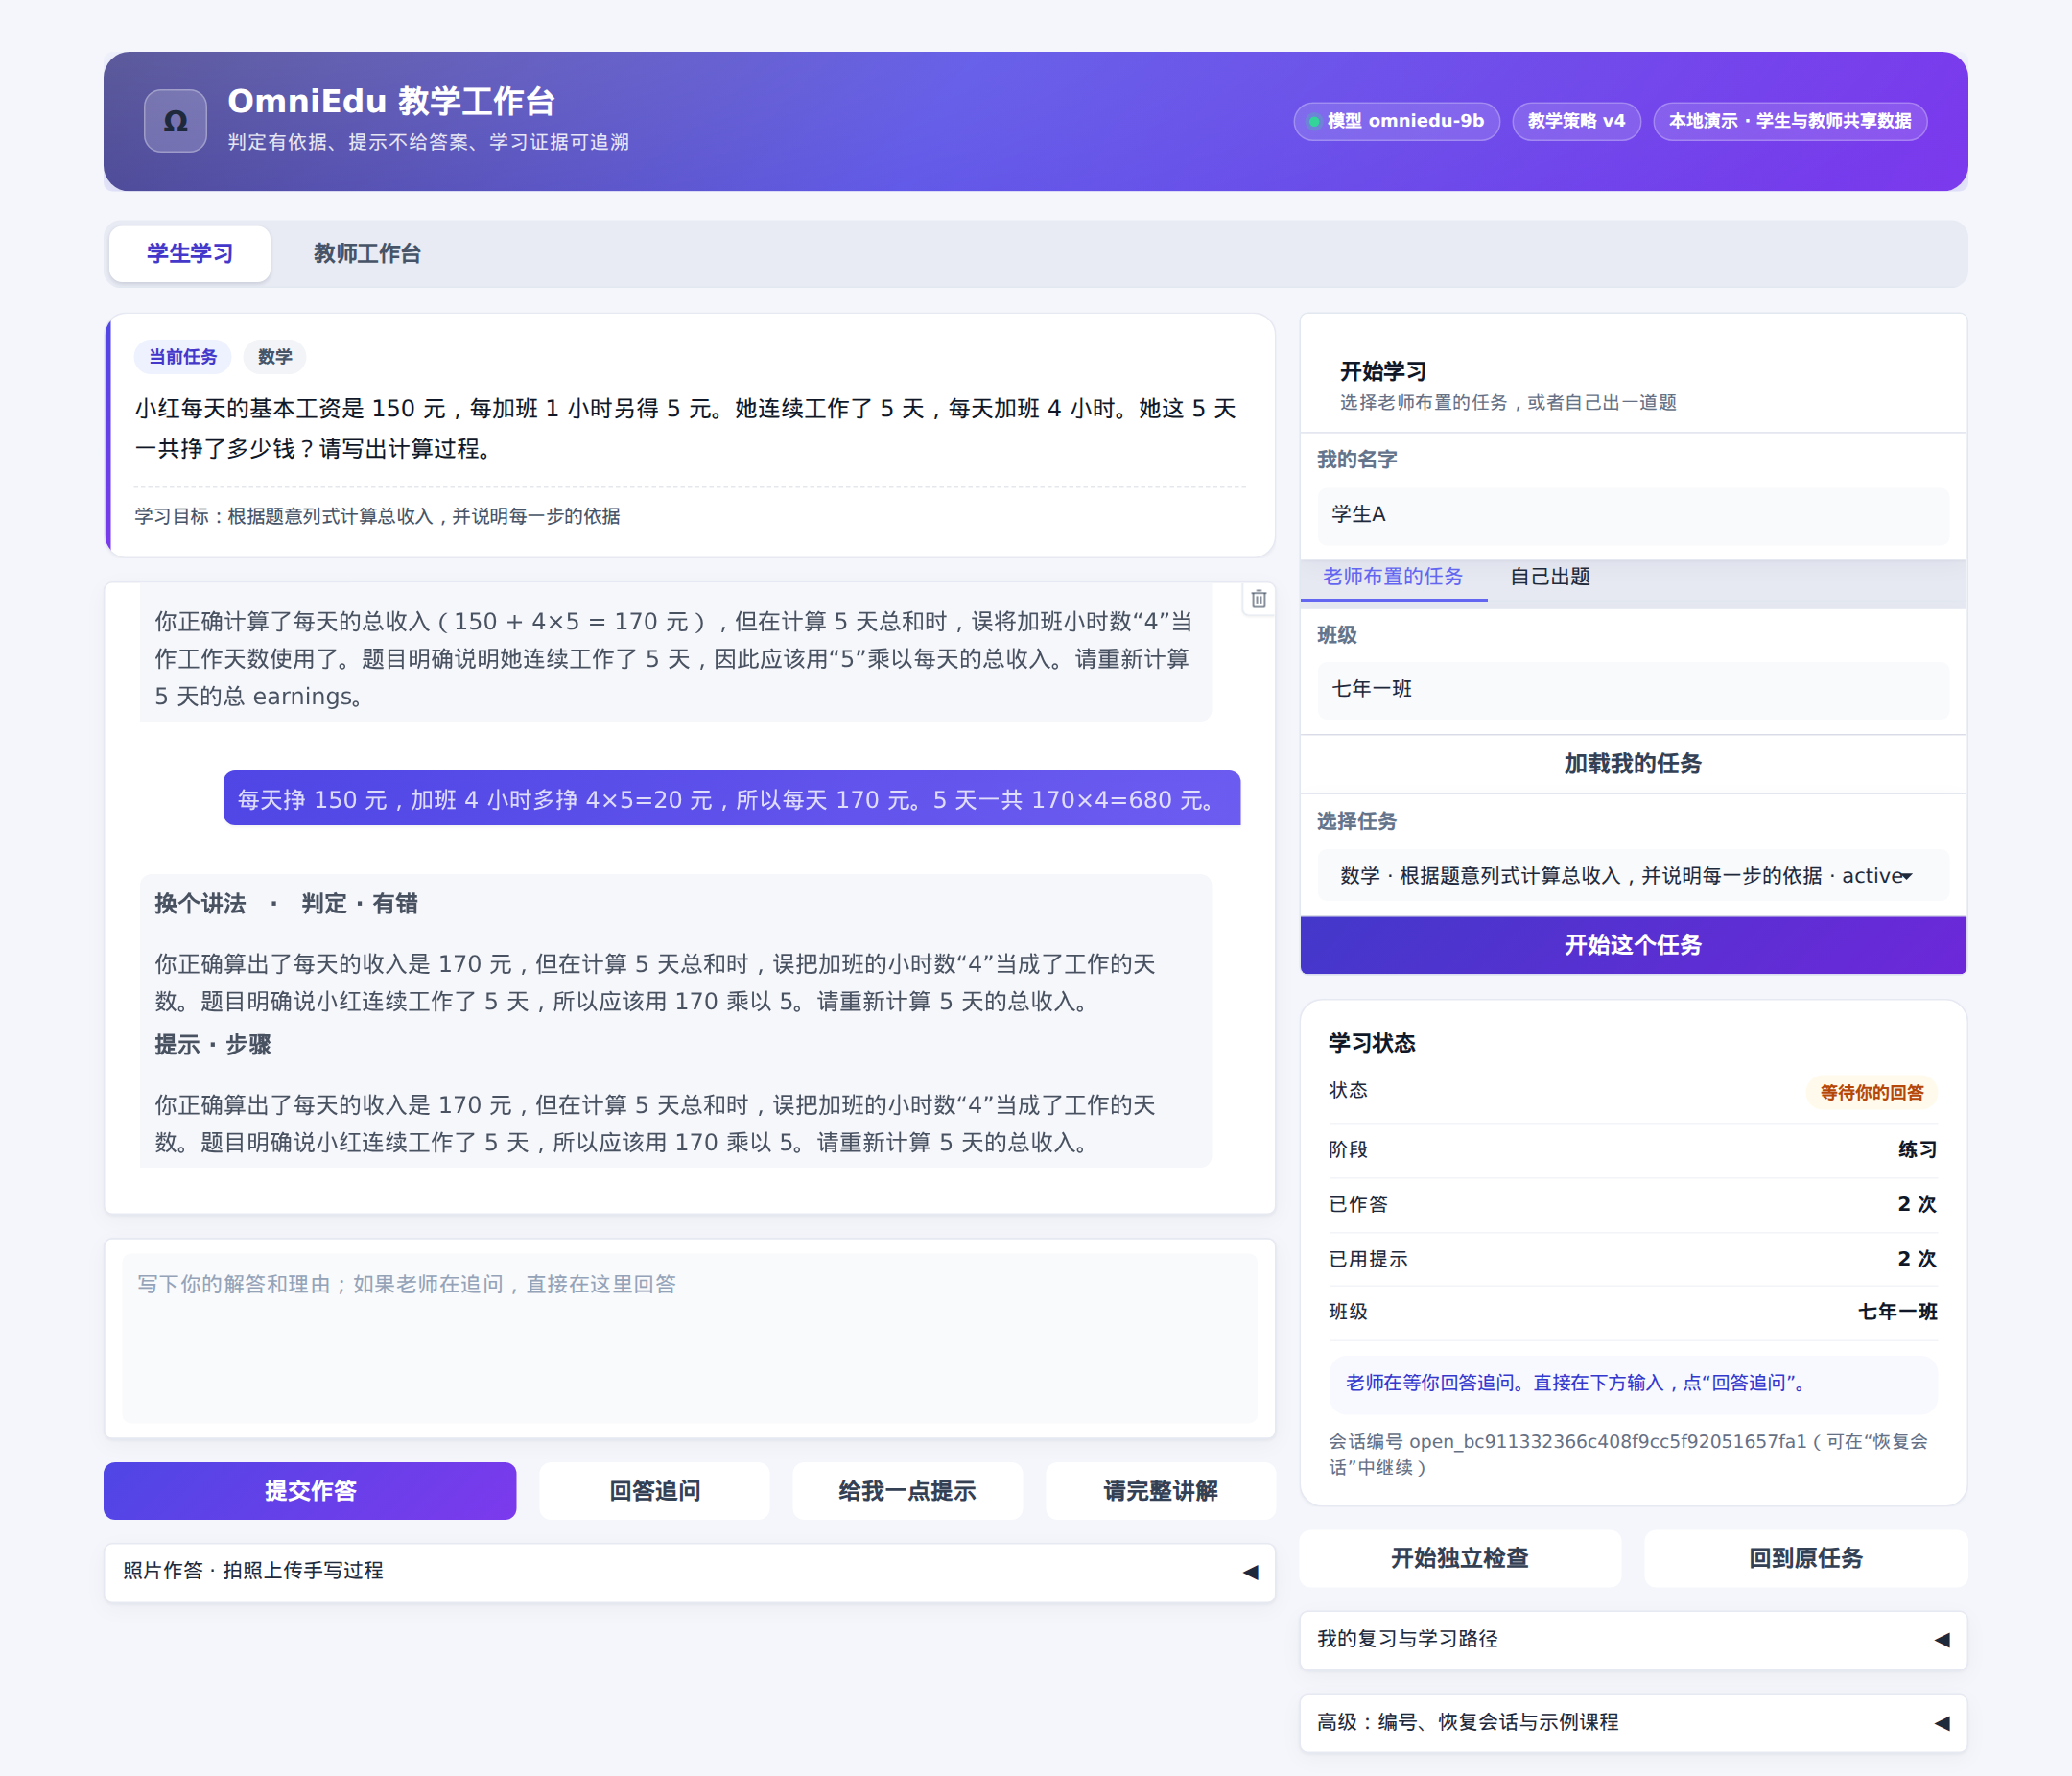 Ω
OmniEdu 教学工作台
判定有依据、提示不给答案、学习证据可追溯
模型 omniedu-9b
教学策略 v4
本地演示 · 学生与教师共享数据
学生学习
教师工作台
当前任务
数学
小红每天的基本工资是 150 元，每加班 1 小时另得 5 元。她连续工作了 5 天，每天加班 4 小时。她这 5 天
一共挣了多少钱？请写出计算过程。
学习目标：根据题意列式计算总收入，并说明每一步的依据
你正确计算了每天的总收入（150 + 4×5 = 170 元），但在计算 5 天总和时，误将加班小时数“4”当
作工作天数使用了。题目明确说明她连续工作了 5 天，因此应该用“5”乘以每天的总收入。请重新计算
5 天的总 earnings。
每天挣 150 元，加班 4 小时多挣 4×5=20 元，所以每天 170 元。5 天一共 170×4=680 元。
换个讲法 · 判定 · 有错
你正确算出了每天的收入是 170 元，但在计算 5 天总和时，误把加班的小时数“4”当成了工作的天
数。题目明确说小红连续工作了 5 天，所以应该用 170 乘以 5。请重新计算 5 天的总收入。
提示 · 步骤
你正确算出了每天的收入是 170 元，但在计算 5 天总和时，误把加班的小时数“4”当成了工作的天
数。题目明确说小红连续工作了 5 天，所以应该用 170 乘以 5。请重新计算 5 天的总收入。
写下你的解答和理由；如果老师在追问，直接在这里回答
提交作答
回答追问
给我一点提示
请完整讲解
照片作答 · 拍照上传手写过程
开始学习
选择老师布置的任务，或者自己出一道题
我的名字
学生A
老师布置的任务
自己出题
班级
七年一班
加载我的任务
选择任务
数学 · 根据题意列式计算总收入，并说明每一步的依据 · active
开始这个任务
学习状态
状态
等待你的回答
阶段
练习
已作答
2 次
已用提示
2 次
班级
七年一班
老师在等你回答追问。直接在下方输入，点“回答追问”。
会话编号 open_bc911332366c408f9cc5f92051657fa1（可在“恢复会
话”中继续）
开始独立检查
回到原任务
我的复习与学习路径
高级：编号、恢复会话与示例课程